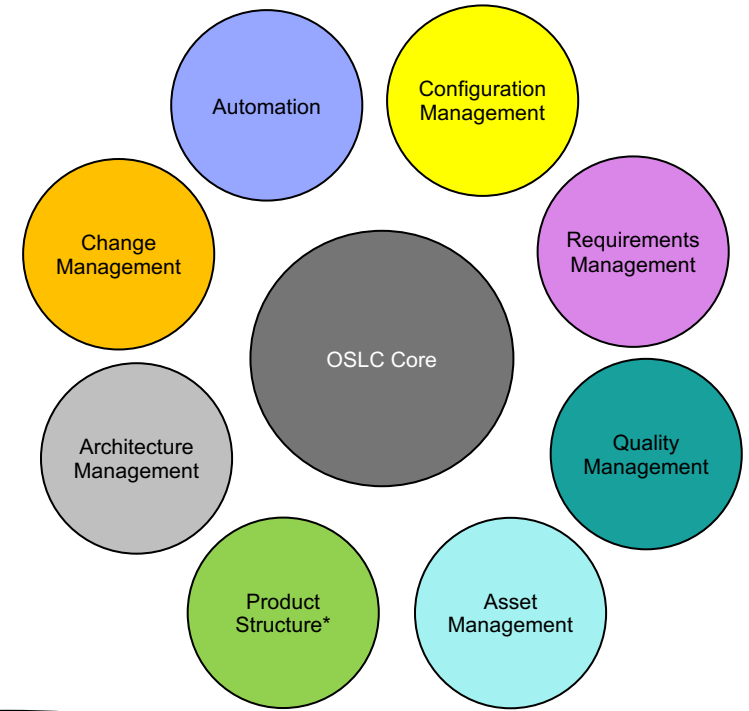 Automation
Configuration
Management
Change
Management
Requirements
Management
OSLC Core
Architecture
Management
Quality
Management
Product
Structure*
Asset
Management